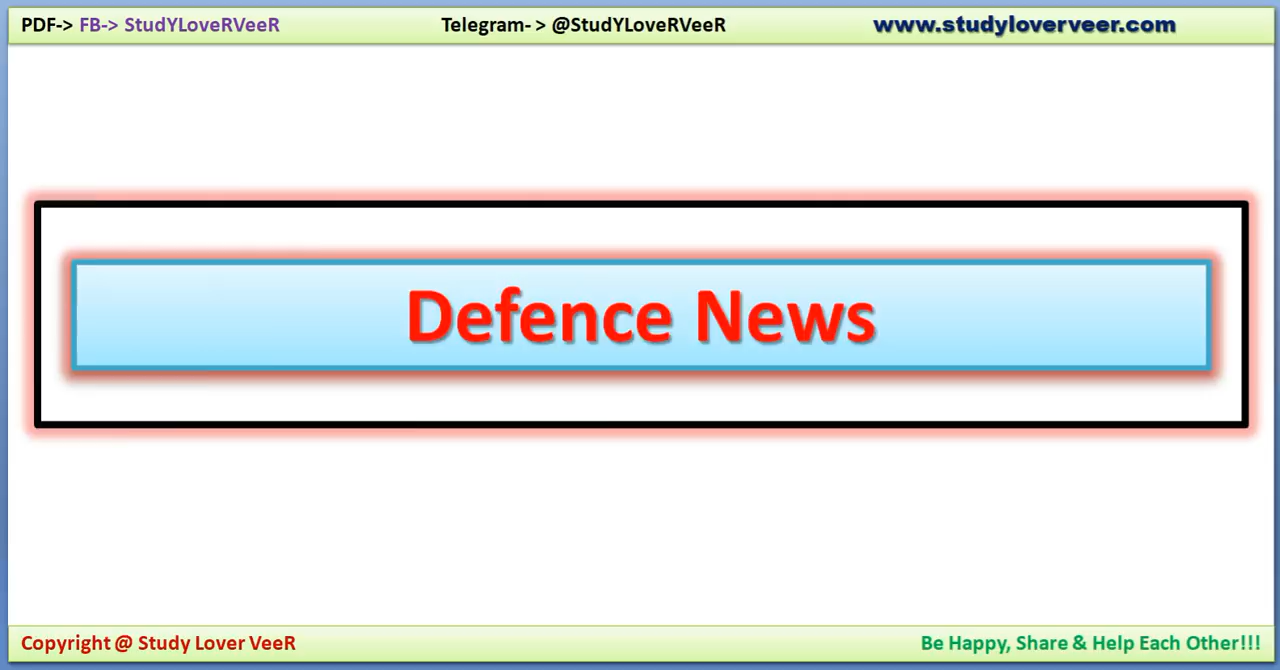 PDF-> FB-> StudYLoveRVeeR Telegram- > @StudYLoveRVeeR www.studyloverveer.com
Defence News
Copyright @ Study Lover VeeR Be Happy, Share & Help Each Other!!!